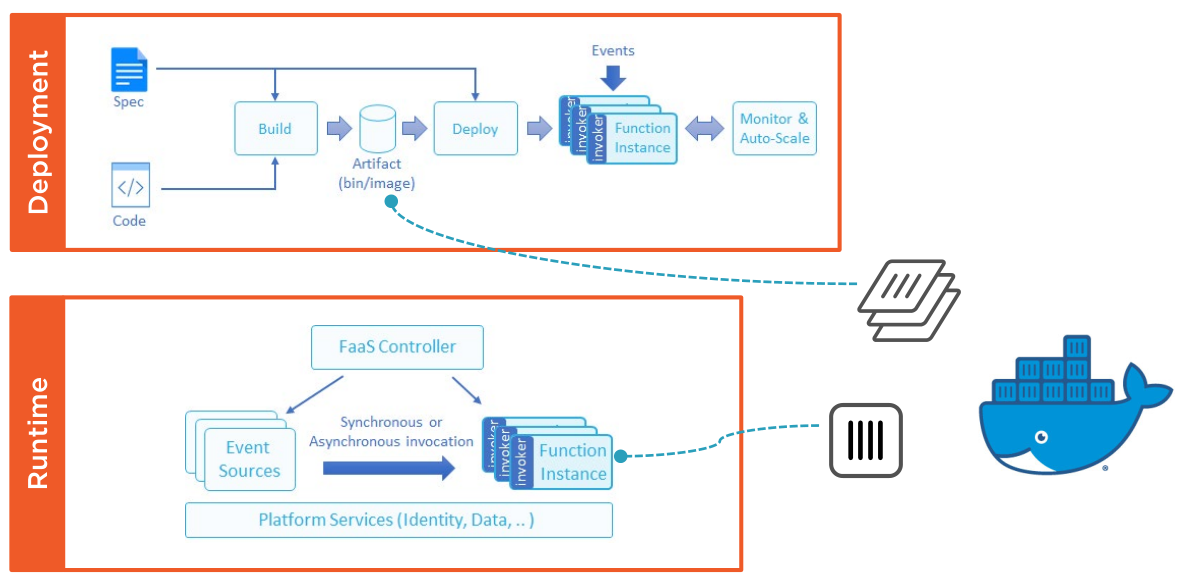 Deployment
Spec
Code
</>
Build
Artifact
(bin/image)
Deploy
Events
invoker
invoker
invoker
Function
Instance
Monitor &
Auto-Scale
Runtime
FaaS Controller
Event
Sources
Synchronous or
Asynchronous invocation
invoker
invoker
invoker
Function
Instance
Platform Services (Identity, Data, .. )